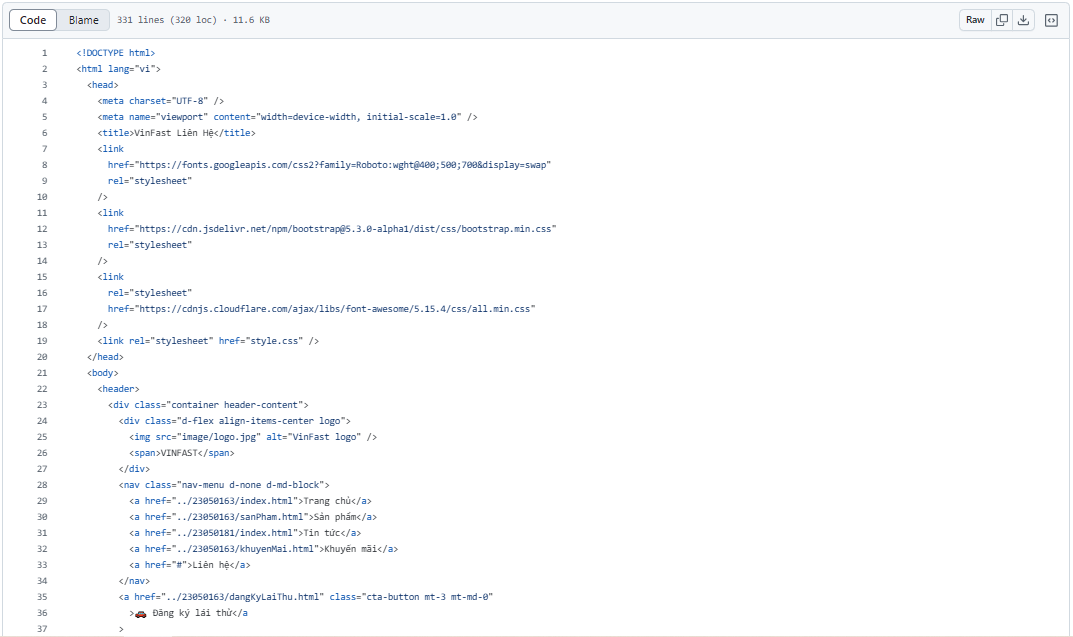 Code Blame 331 lines (320 loc) · 11.6 KB Raw
1 <!DOCTYPE html>
2 <html lang="vi">
3 <head>
4 <meta charset="UTF-8" />
5 <meta name="viewport" content="width=device-width, initial-scale=1.0" />
6 <title>VinFast Liên Hệ</title>
7 <link
8 href="https://fonts.googleapis.com/css2?family=Roboto:wght@400;500;700&display=swap"
9 rel="stylesheet"
10 />
11 <link
12 href="https://cdn.jsdelivr.net/npm/bootstrap@5.3.0-alpha1/dist/css/bootstrap.min.css"
13 rel="stylesheet"
14 />
15 <link
16 rel="stylesheet"
17 href="https://cdnjs.cloudflare.com/ajax/libs/font-awesome/5.15.4/css/all.min.css"
18 />
19 <link rel="stylesheet" href="style.css" />
20 </head>
21 <body>
22 <header>
23 <div class="container header-content">
24 <div class="d-flex align-items-center logo">
25 <img src="image/logo.jpg" alt="VinFast logo" />
26 <span>VINFAST</span>
27 </div>
28 <nav class="nav-menu d-none d-md-block">
29 <a href="../23050163/index.html">Trang chủ</a>
30 <a href="../23050163/sanPham.html">Sản phẩm</a>
31 <a href="../23050181/index.html">Tin tức</a>
32 <a href="../23050163/khuyenMai.html">Khuyến mãi</a>
33 <a href="#">Liên hệ</a>
34 </nav>
35 <a href="../23050163/dangKyLaiThu.html" class="cta-button mt-3 mt-md-0"
36 >🚗 Đăng ký lái thử</a
37 >